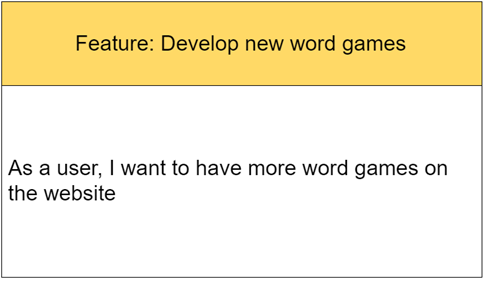 Feature: Develop new word games
As a user, I want to have more word games on
the website